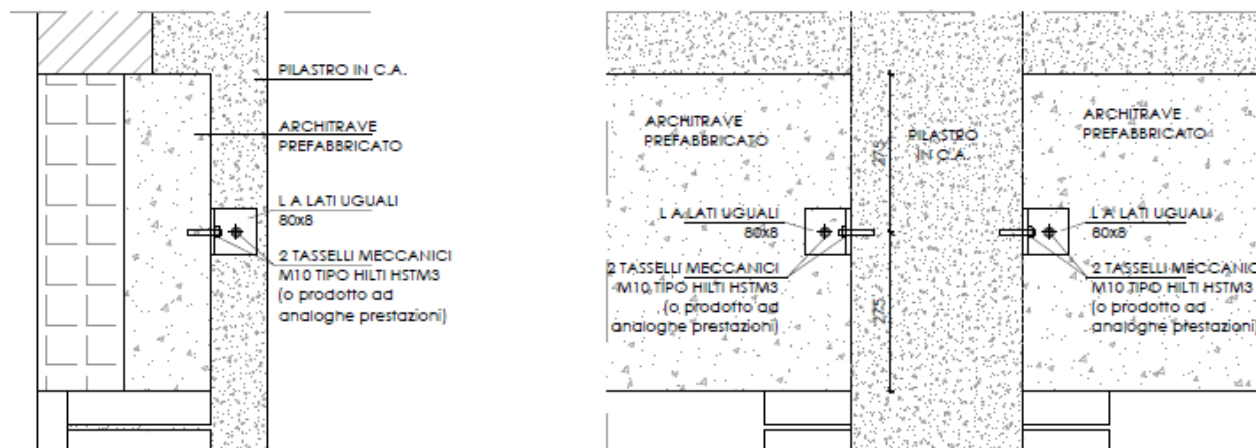 PILASTRO IN C.A.
ARCHITRAVE
PREFABBRICATO
L A LATI UGUALI
80x8
2 TASSELLI MECCANICI
M10 TIPO HILTI HSTM3
(o prodotto ad
analoghe prestazioni)
ARCHITRAVE
PREFABBRICATO
L A LATI UGUALI
80x8
2 TASSELLI MECCANICI
M10 TIPO HILTI HSTM3
(o prodotto ad
analoghe prestazioni)
275
PILASTRO
IN C.A.
275
ARCHITRAVE
PREFABBRICATO
L A LATI UGUALI
80x8
2 TASSELLI MECCANIC
M10 TIPO HILTI HSTM3
(o prodotto ad
analoghe prestazioni)